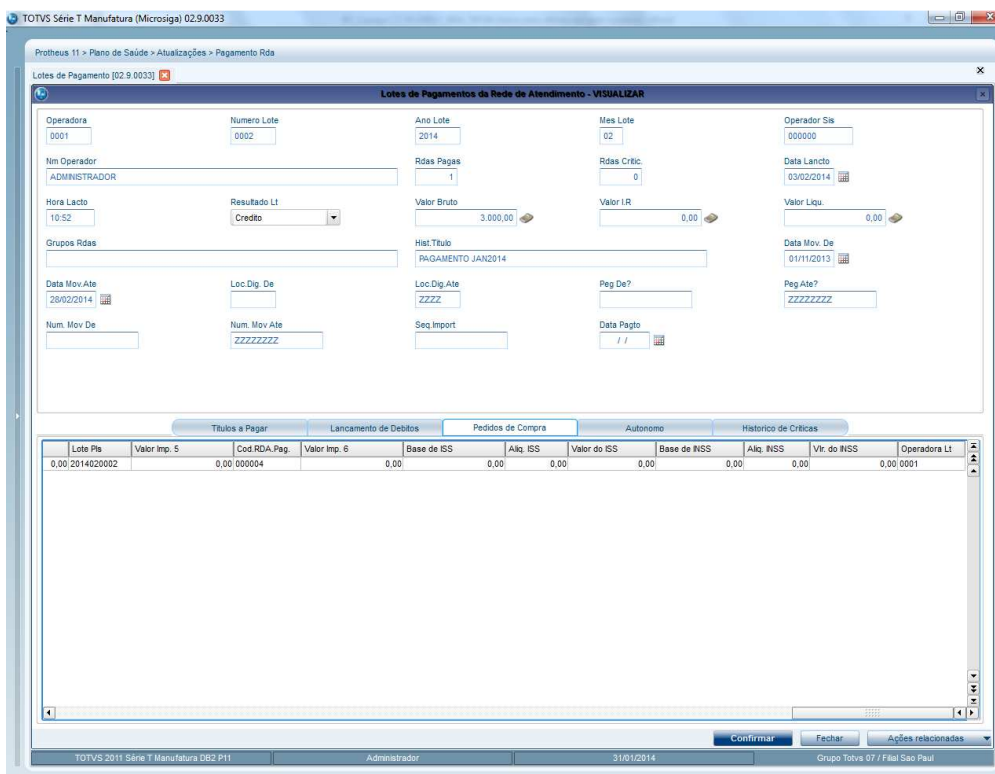 TOTVS Série T Manufatura (Microsiga) 02.9.0033
Protheus 11 > Plano de Saúde > Atualizações > Pagamento Rda
Lotes de Pagamento [02.9.0033]
Lotes de Pagamentos da Rede de Atendimento - VISUALIZAR
Operadora Numero Lote Ano Lote Mes Lote Operador Sis
0001 0002 2014 02 000000
Nm Operador Rdas Pagas Rdas Critic. Data Lancto
ADMINISTRADOR 1 0 03/02/2014
Hora Lacto Resultado Lt Valor Bruto Valor I.R Valor Liqu.
10:52 Credito 3.000,00 0,00 0,00
Grupos Rdas Hist.Titulo Data Mov. De
PAGAMENTO JAN2014 01/11/2013
Data Mov.Ate Loc.Dig. De Loc.Dig.Ate Peg De? Peg Ate?
28/02/2014 ZZZZ ZZZZZZZZ
Num. Mov De Num. Mov Ate Seq.Import Data Pagto
ZZZZZZZZ / /
Titulos a Pagar Lancamento de Debitos Pedidos de Compra Autonomo Historico de Criticas
Lote Pls Valor Imp. 5 Cod.RDA.Pag. Valor Imp. 6 Base de ISS Aliq. ISS Valor do ISS Base de INSS Aliq. INSS Vlr. do INSS Operadora Lt
0,00 2014020002 0,00 000004 0,00 0,00 0,00 0,00 0,00 0,00 0,00 0001
Confirmar Fechar Ações relacionadas
TOTVS 2011 Série T Manufatura DB2 P11 Administrador 31/01/2014 Grupo Totvs 07 / Filial Sao Paul